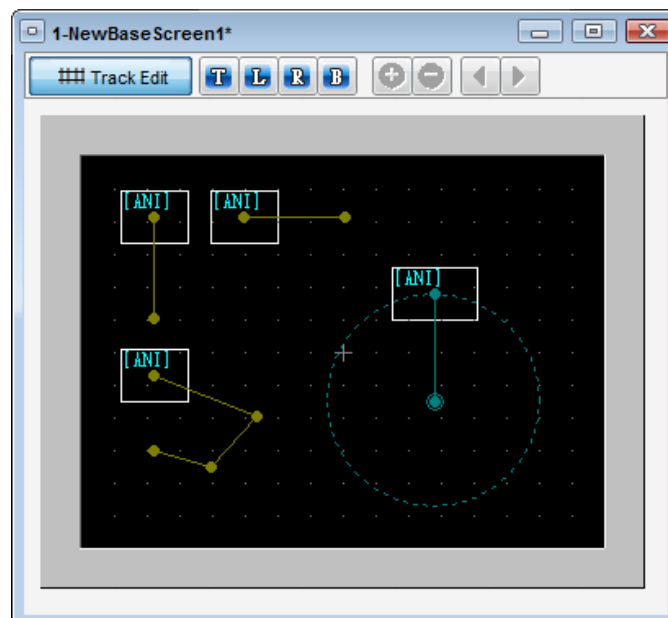 1-NewBaseScreen1*
Track Edit T L R B
[ANI] [ANI]
[ANI]
[ANI]